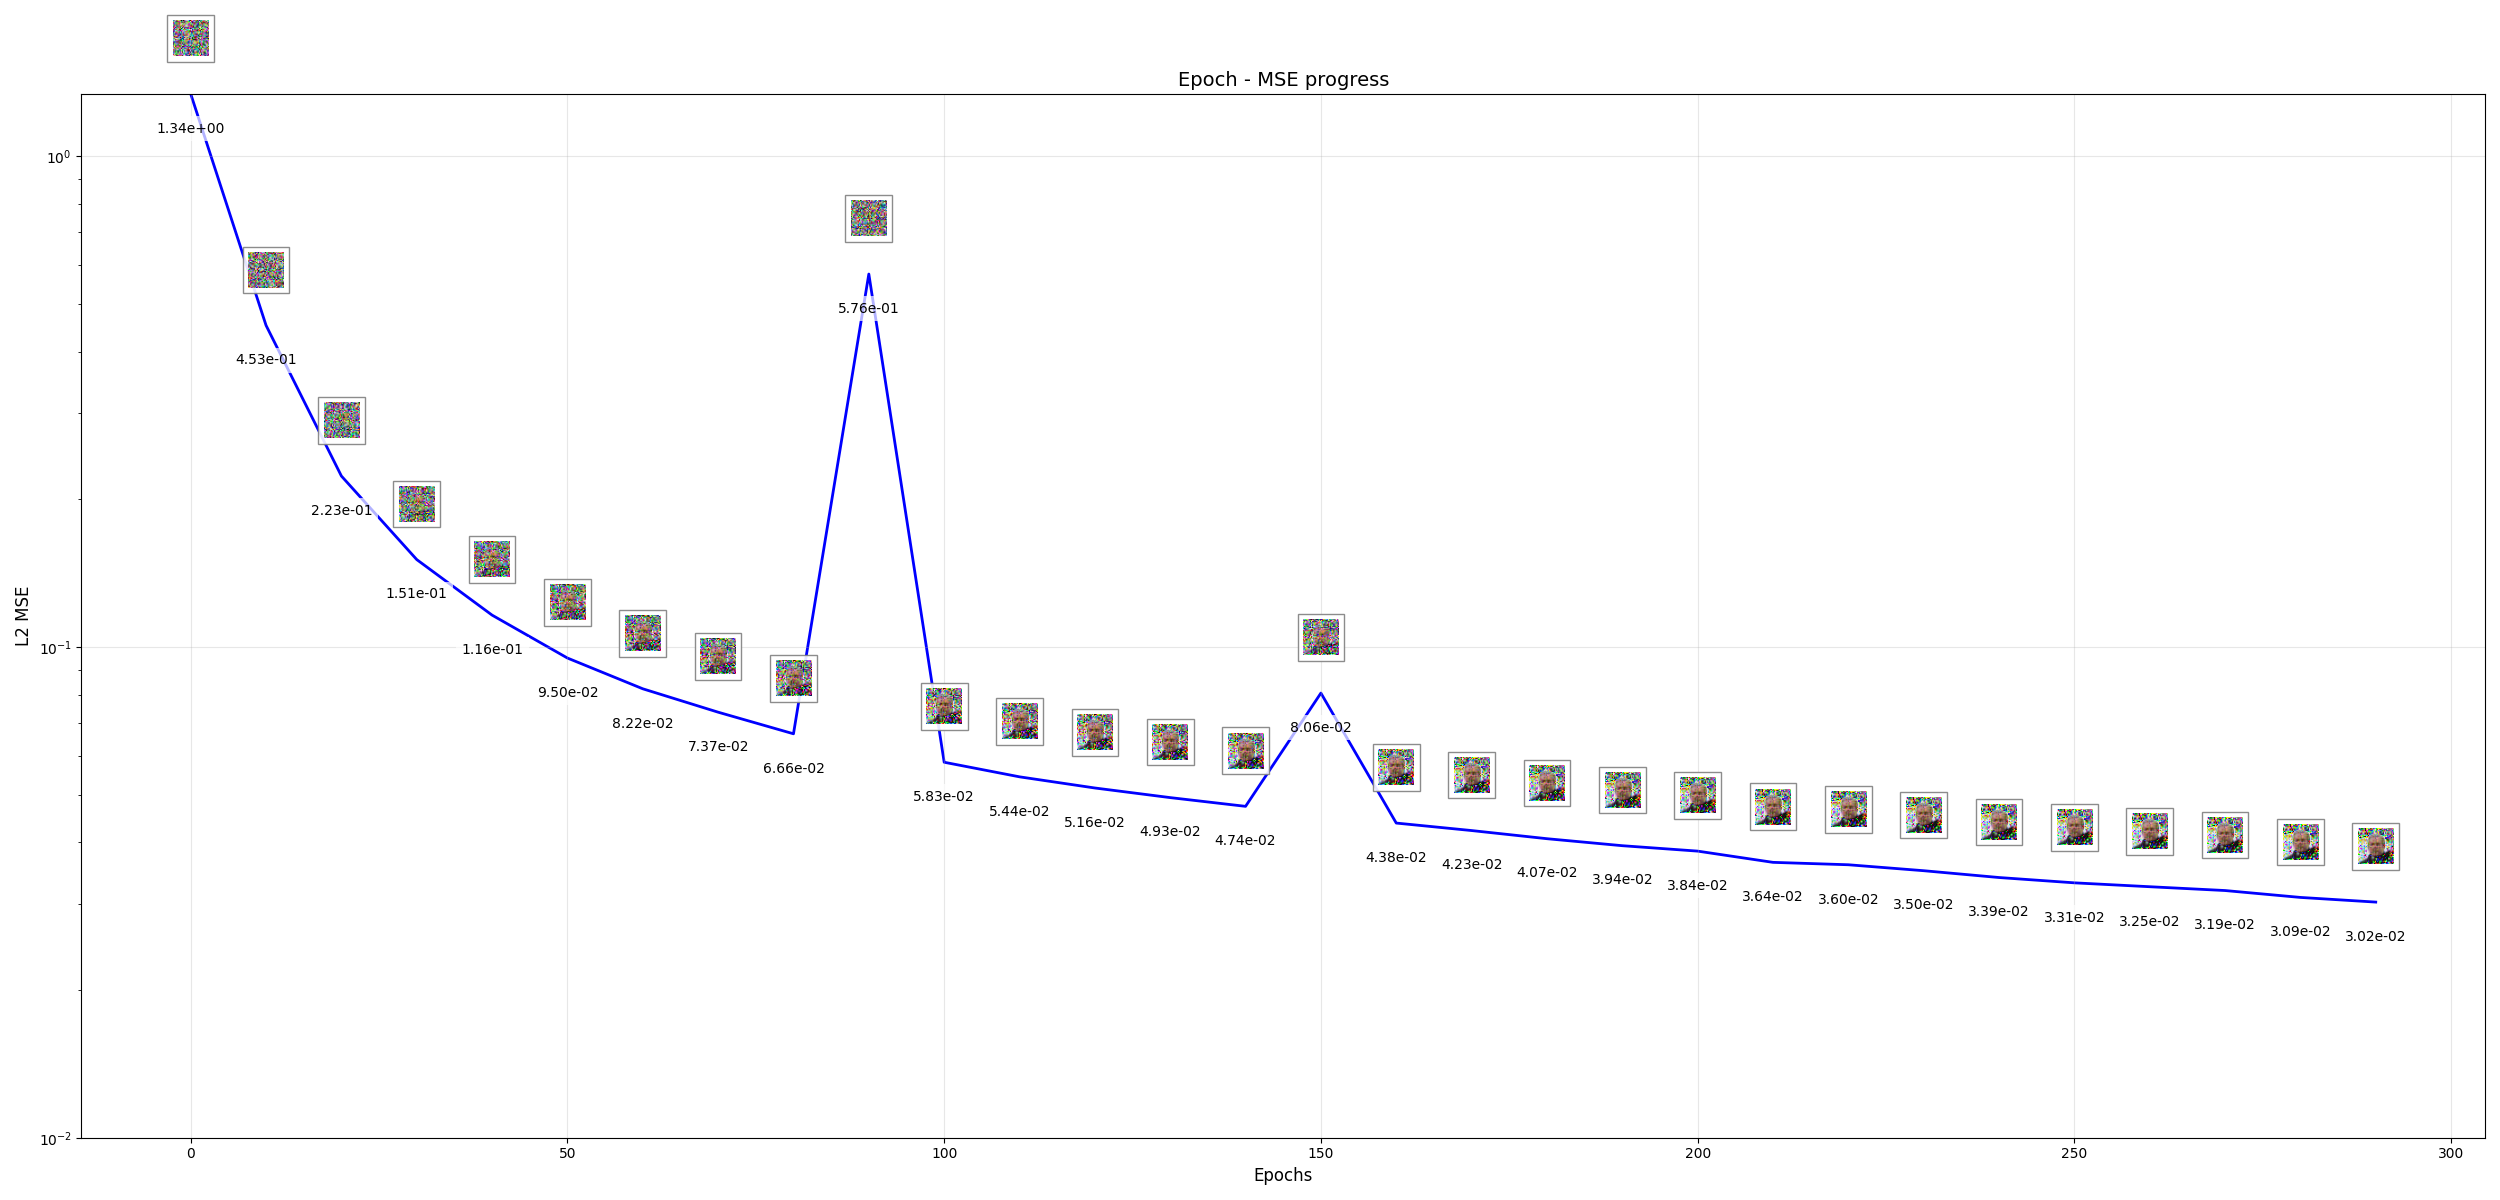 Epoch - MSE progress
L2 MSE
10⁰
10⁻¹
10⁻²
1.34e+00
4.53e-01
2.23e-01
1.51e-01
1.16e-01
9.50e-02
8.22e-02
7.37e-02
6.66e-02
5.76e-01
5.83e-02
5.44e-02
5.16e-02
4.93e-02
4.74e-02
8.06e-02
4.38e-02
4.23e-02
4.07e-02
3.94e-02
3.84e-02
3.64e-02
3.60e-02
3.50e-02
3.39e-02
3.31e-02
3.25e-02
3.19e-02
3.09e-02
3.02e-02
0 50 100 150 200 250 300
Epochs